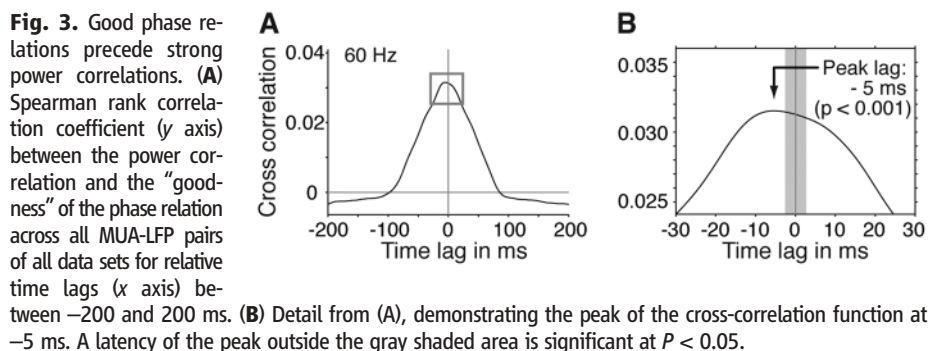 Fig. 3. Good phase re-
lations precede strong
power correlations. (A)
Spearman rank correla-
tion coefficient (y axis)
between the power cor-
relation and the “good-
ness” of the phase relation
across all MUA-LFP pairs
of all data sets for relative
time lags (x axis) be-
tween −200 and 200 ms. (B) Detail from (A), demonstrating the peak of the cross-correlation function at
−5 ms. A latency of the peak outside the gray shaded area is significant at P < 0.05.
A
60 Hz
Cross correlation
0.04
0.02
0
-200 -100 0 100 200
Time lag in ms
B
0.035
0.030
0.025
Peak lag:
- 5 ms
(p < 0.001)
-30 -20 -10 0 10 20 30
Time lag in ms